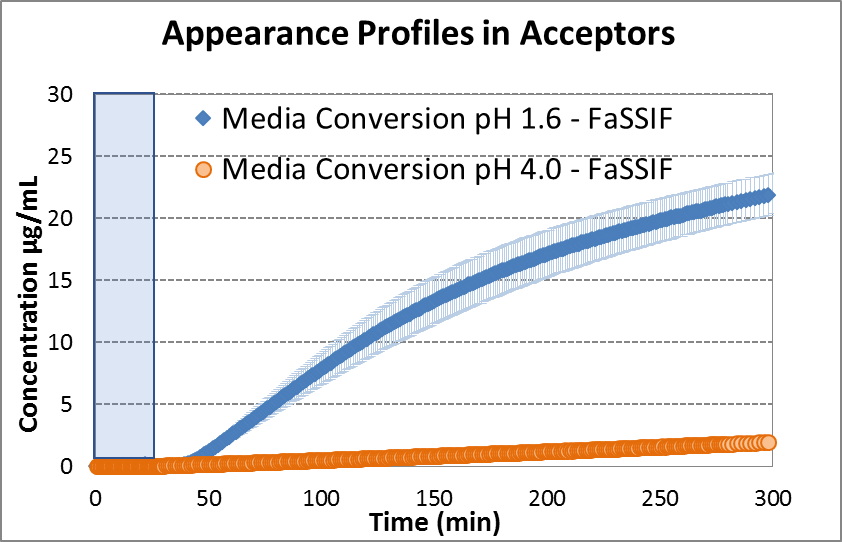 Appearance Profiles in Acceptors
Media Conversion pH 1.6 - FaSSIF
Media Conversion pH 4.0 - FaSSIF
Concentration µg/mL
30
25
20
15
10
5
0
0 50 100 150 200 250 300
Time (min)